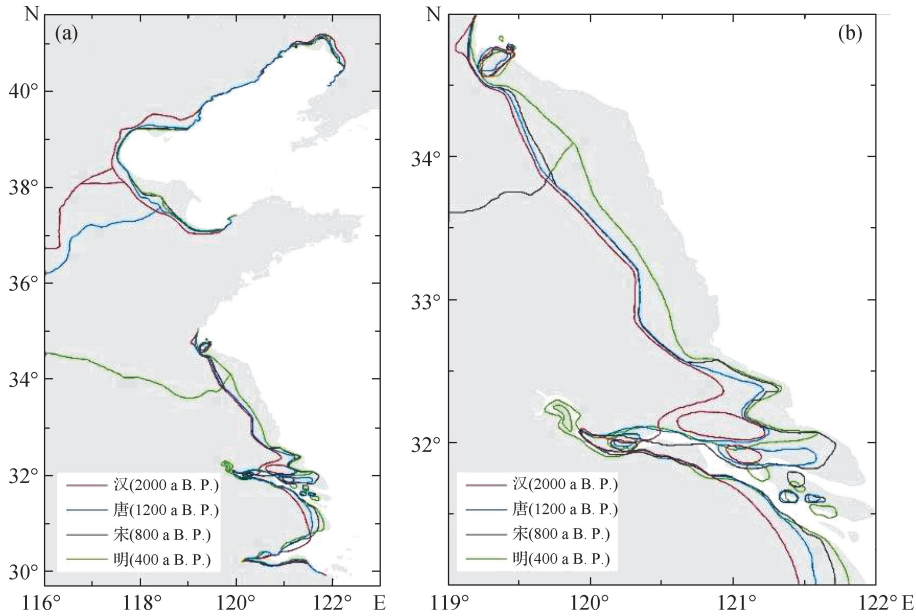 N
(a)
40°
38°
36°
34°
32°
30°
116°
118°
120°
122°
E
汉(2000 a B. P.)
唐(1200 a B. P.)
宋(800 a B. P.)
明(400 a B. P.)
N
(b)
34°
33°
32°
119°
120°
121°
122°
E
汉(2000 a B. P.)
唐(1200 a B. P.)
宋(800 a B. P.)
明(400 a B. P.)